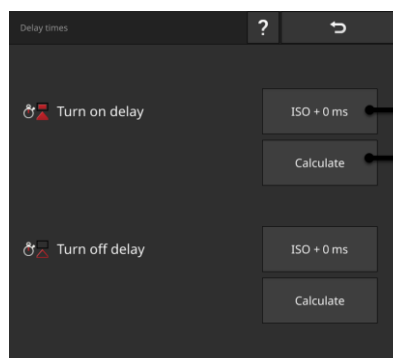 Delay times
?
Turn on delay
ISO + 0 ms
Calculate
Turn off delay
ISO + 0 ms
Calculate